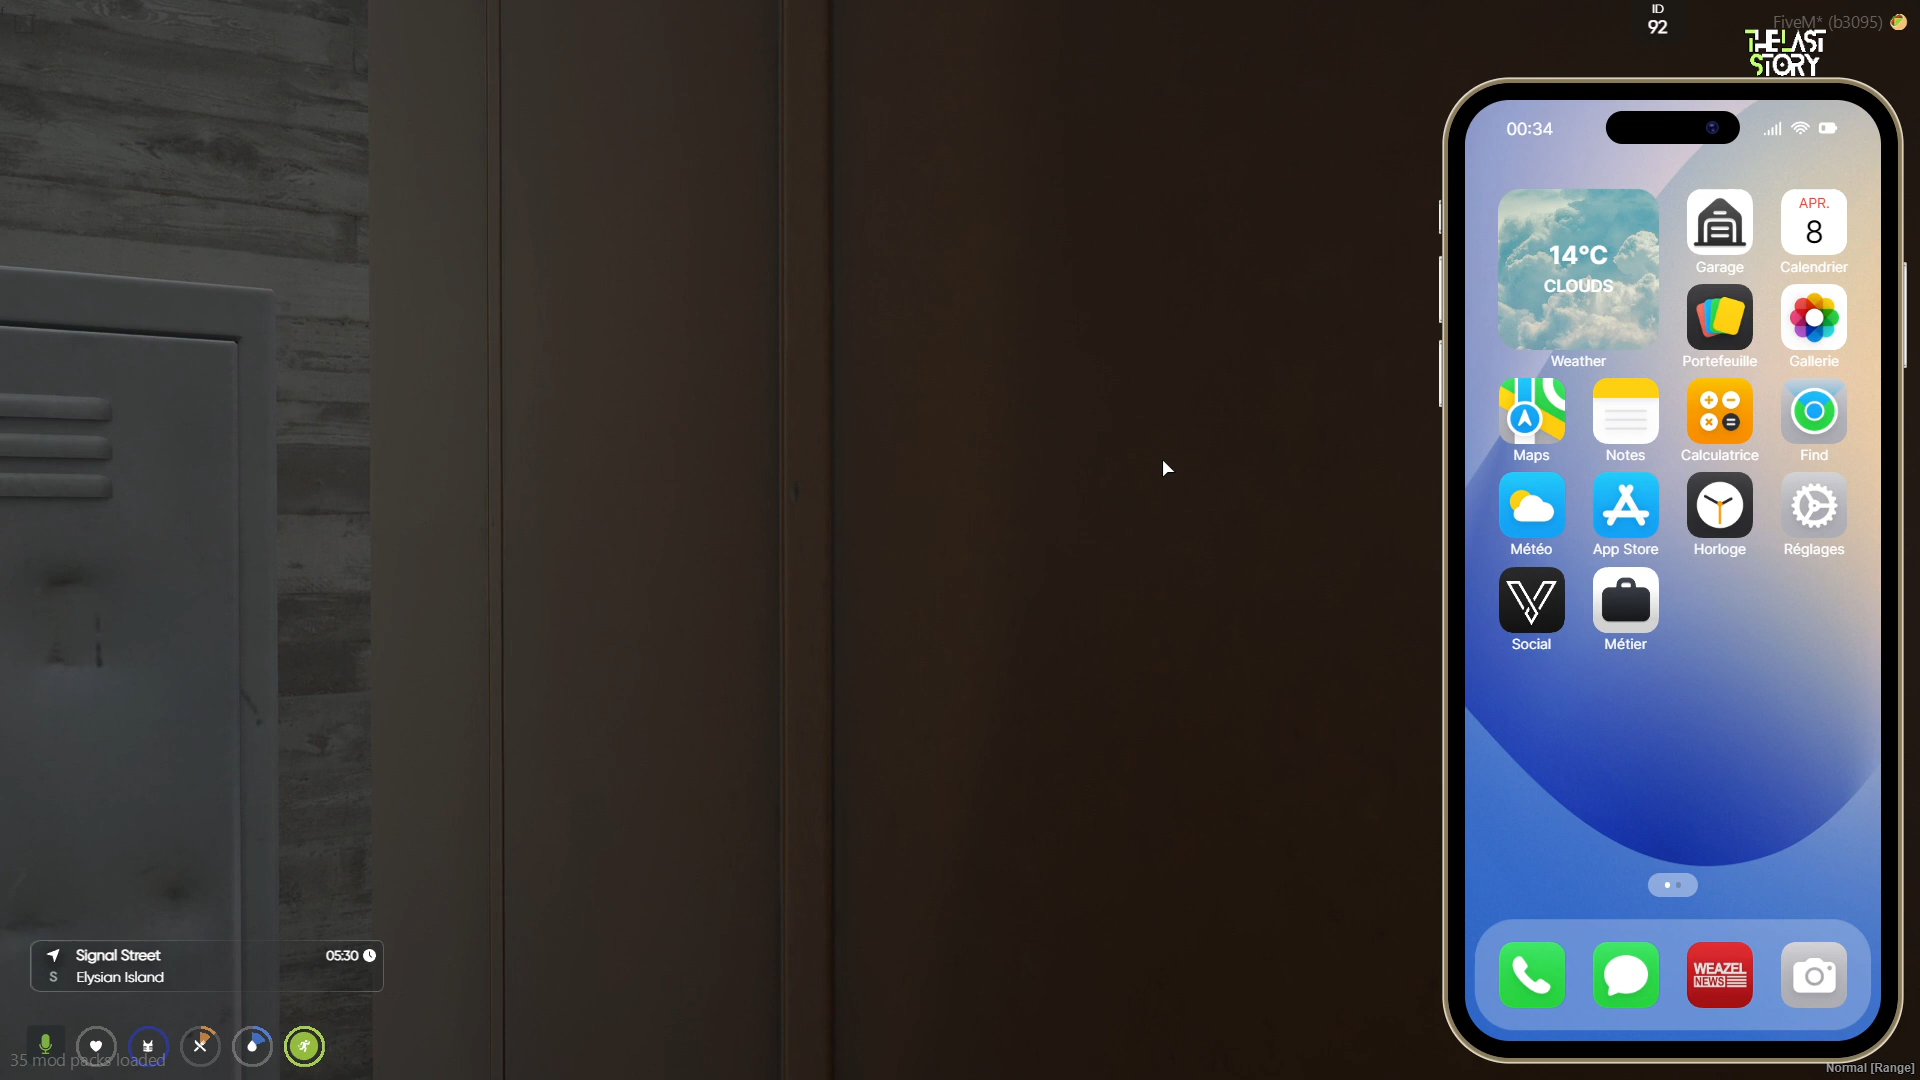 ID
92
FiveM* (b3095)
THE LAST
STORY
00:34
14°C
CLOUDS
Weather
Garage
APR.
8
Calendrier
Portefeuille
Gallerie
Maps
Notes
Calculatrice
Find
Météo
App Store
Horloge
Réglages
Social
Métier
WEAZEL
NEWS
Signal Street
05:30
S
Elysian Island
35 mod packs loaded
Normal [Range]